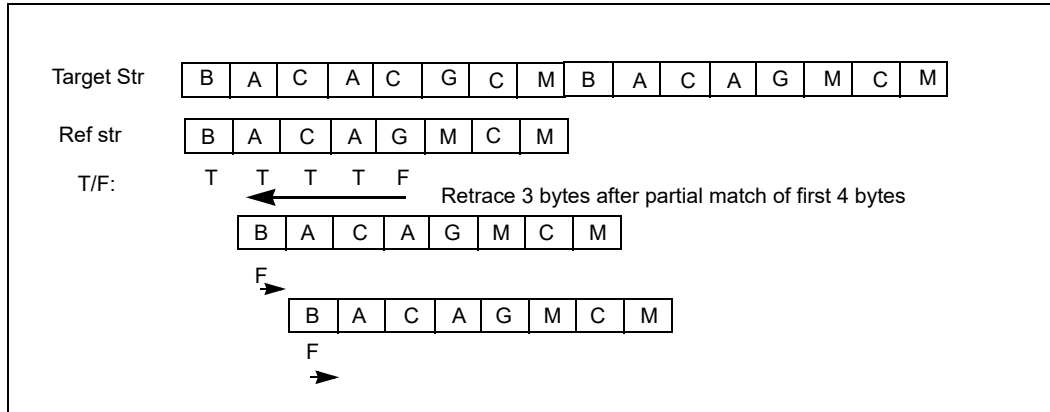 Target Str B A C A C G C M B A C A G M C M
Ref str B A C A G M C M
T/F: T T T T F
Retrace 3 bytes after partial match of first 4 bytes
B A C A G M C M
F
B A C A G M C M
F